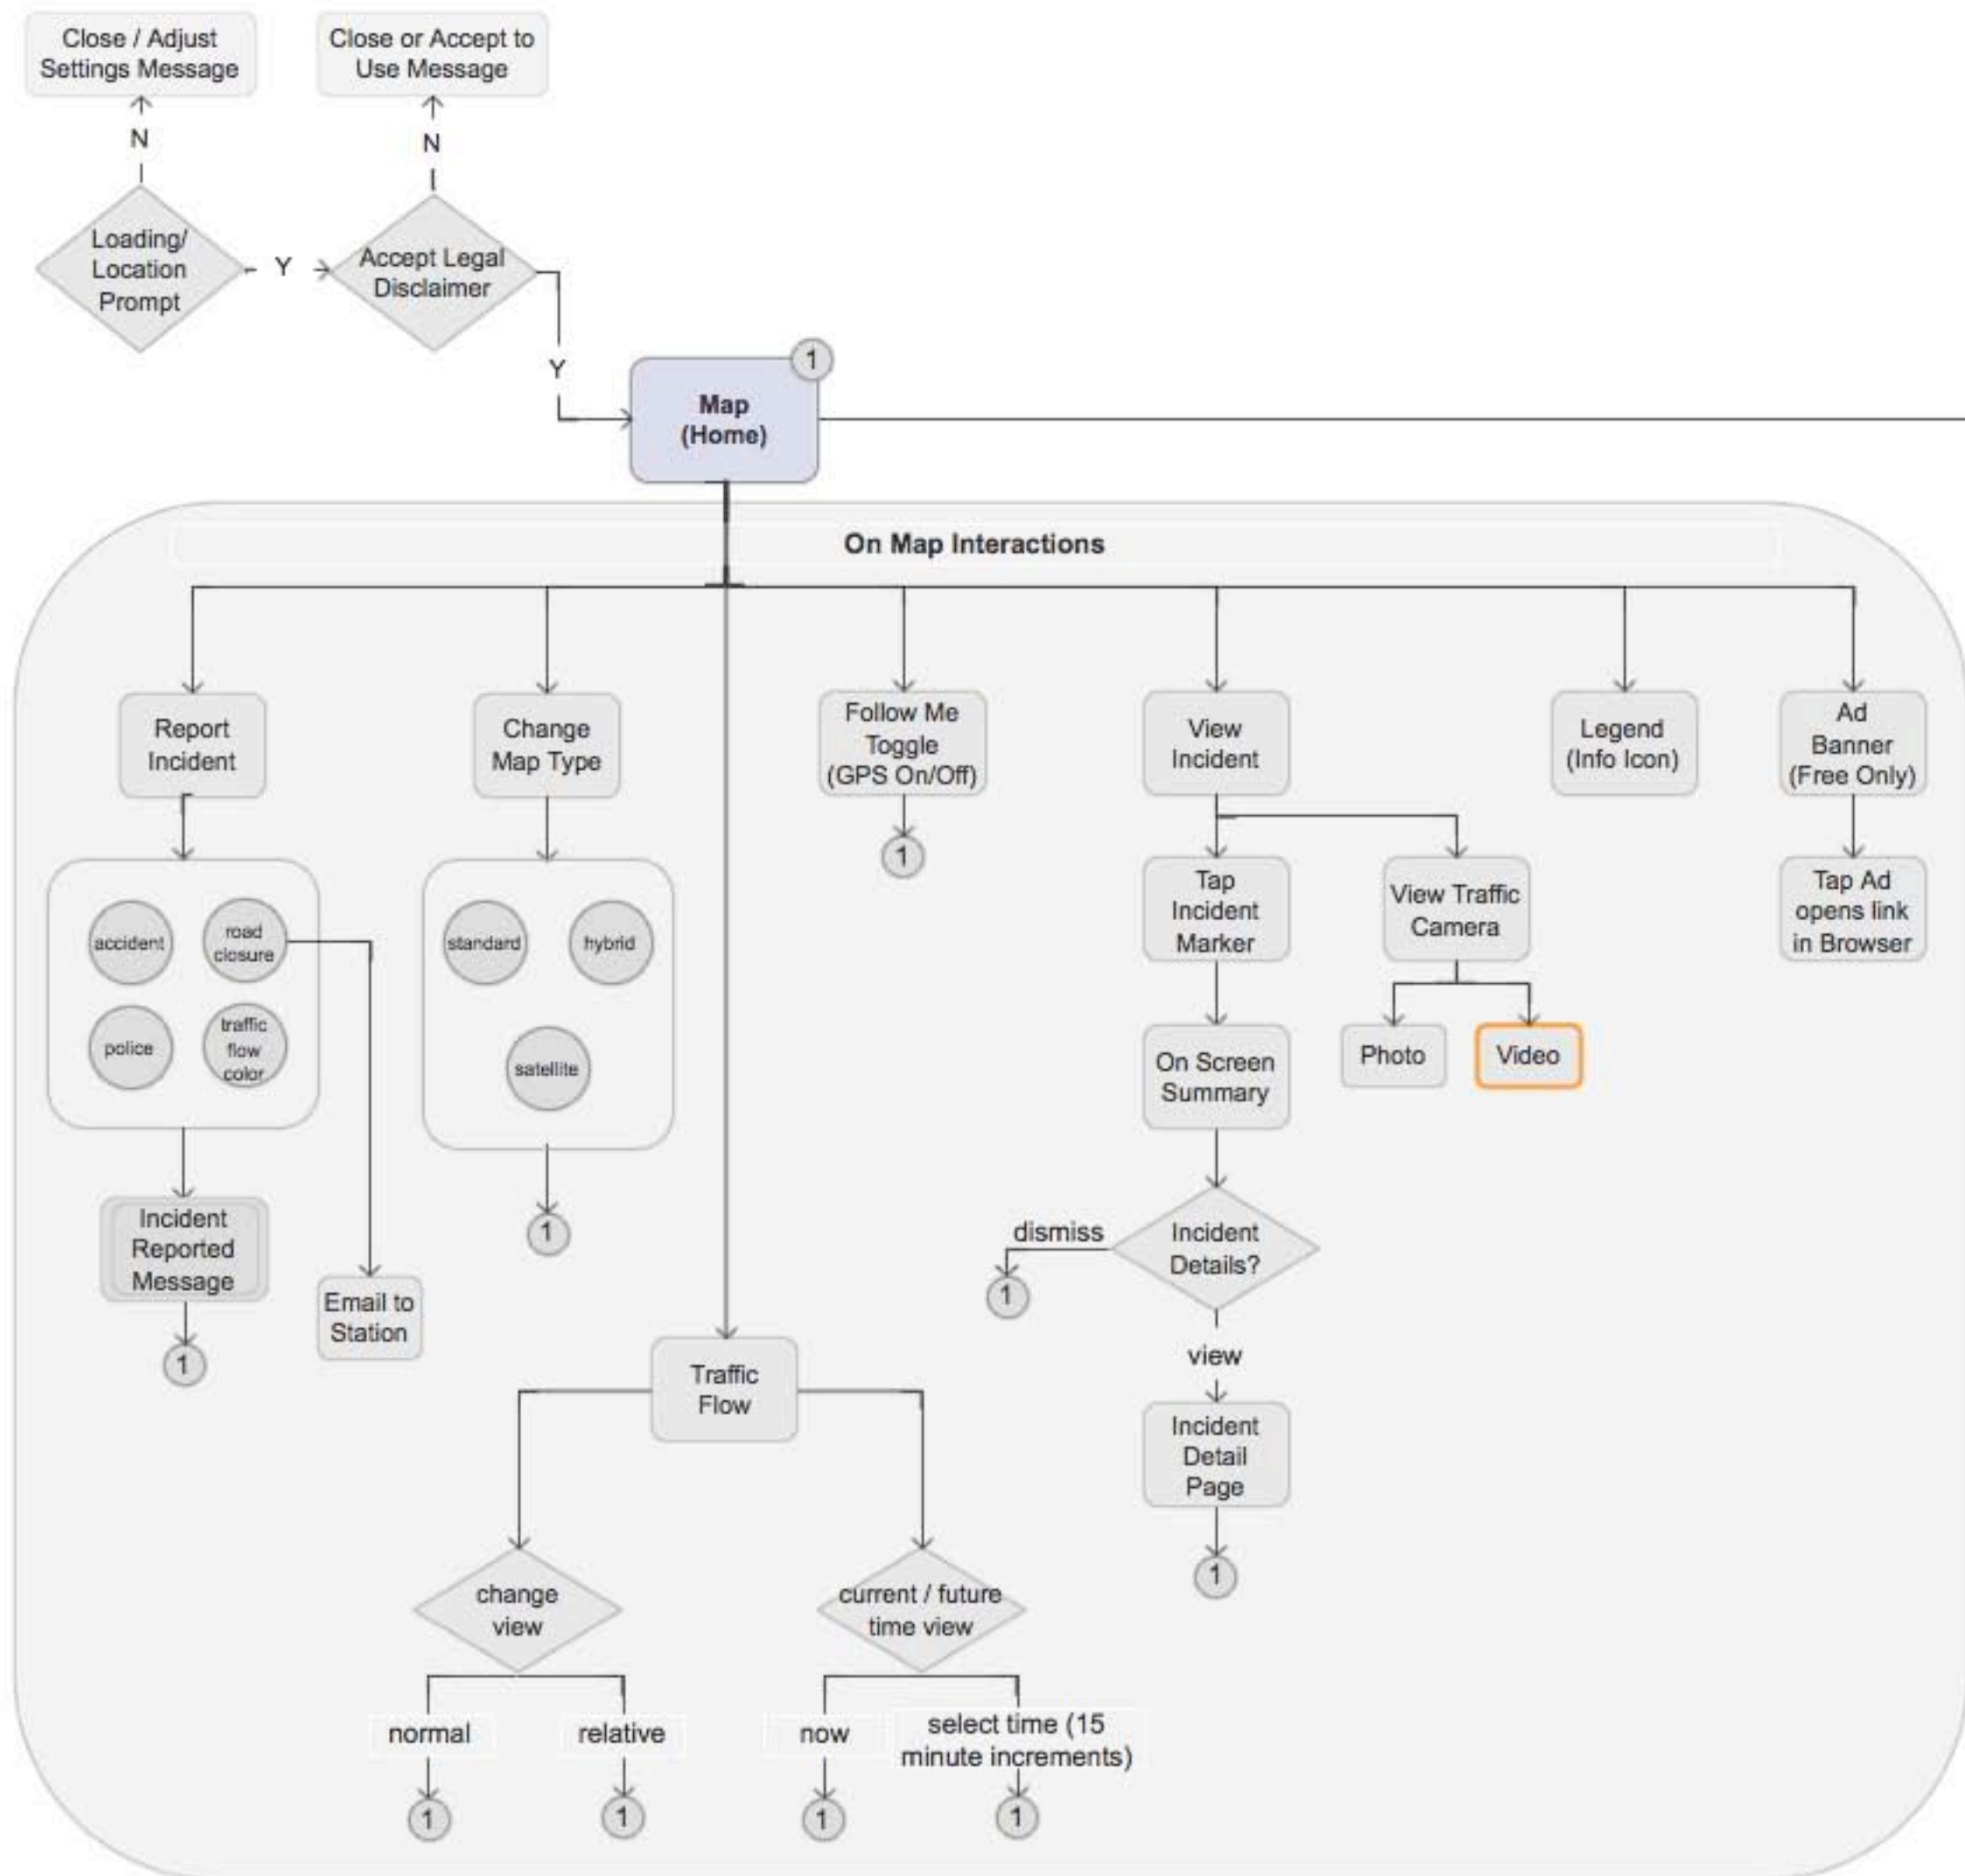 Close / Adjust
Settings Message
Close or Accept to
Use Message
N
N
Loading/
Location
Prompt
Y
Accept Legal
Disclaimer
Y
1
Map
(Home)
On Map Interactions
Report
Incident
Change
Map Type
Follow Me
Toggle
(GPS On/Off)
View
Incident
Legend
(Info Icon)
Ad
Banner
(Free Only)
accident
road
closure
police
traffic
flow
color
standard
hybrid
satellite
1
Tap
Incident
Marker
View Traffic
Camera
Tap Ad
opens link
in Browser
On Screen
Summary
Photo
Video
Incident
Reported
Message
1
Email to
Station
1
dismiss
1
Incident
Details?
view
Incident
Detail
Page
1
Traffic
Flow
change
view
current / future
time view
normal
relative
now
select time (15
minute increments)
1
1
1
1